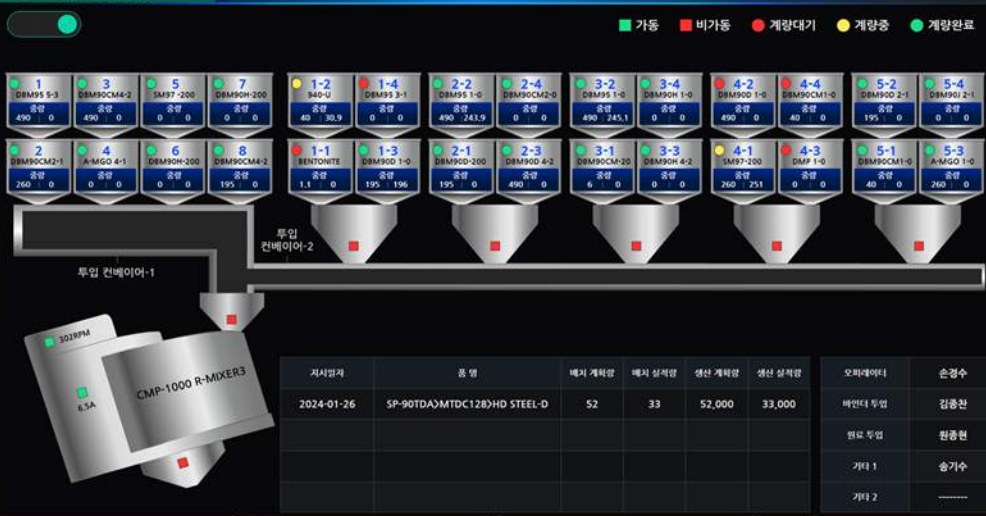 가동 비가동 계량대기 계량중 계량완료
1 3 5 7 1-2 1-4 2-2 2-4 3-2 3-4 4-2 4-4 5-2 5-4
DBM95 5-3 DBM90CM4-2 SM97 -200 DBM90H-200 940-U DBM95 3-1 DBM95 1-0 DBM90CM2-0 DBM95 1-0 DBM90H 1-0 DBM90D 1-0 DBM90CM1-0 DBM90D 2-1 DBM90J 2-1
중량 중량 중량 중량 중량 중량 중량 중량 중량 중량 중량 중량 중량 중량
490 0 490 0 0 0 0 0 40 30,9 0 0 490 243,9 0 0 490 245,1 0 0 490 0 40 0 195 0 0 0
2 4 6 8 1-1 1-3 2-1 2-3 3-1 3-3 4-1 4-3 5-1 5-3
DBM90CM2-1 A-MGO 4-1 DBM90H-200 DBM90CM4-2 BENTONITE DBM90D 1-0 DBM90D-200 DBM90D 4-2 DBM90CM-20 DBM90H 4-2 SM97-200 DMP 1-0 DBM90CM1-0 A-MGO 1-0
중량 중량 중량 중량 중량 중량 중량 중량 중량 중량 중량 중량 중량 중량
260 0 0 0 0 0 195 0 1,1 0 195 196 195 0 490 0 6 0 0 0 260 251 0 0 40 0 260 0
투입
컨베이어-2
투입 컨베이어-1
302RPM
6.5A
CMP-1000 R-MIXER3
지시일자 품 명 배치 계획량 배치 실적량 생산 계획량 생산 실적량
2024-01-26 SP-90TDA>MTDC128>HD STEEL-D 52 33 52,000 33,000
오퍼레이터 손경수
바인더 투입 김종찬
원료 투입 원종현
기타 1 송기수
기타 2 --------